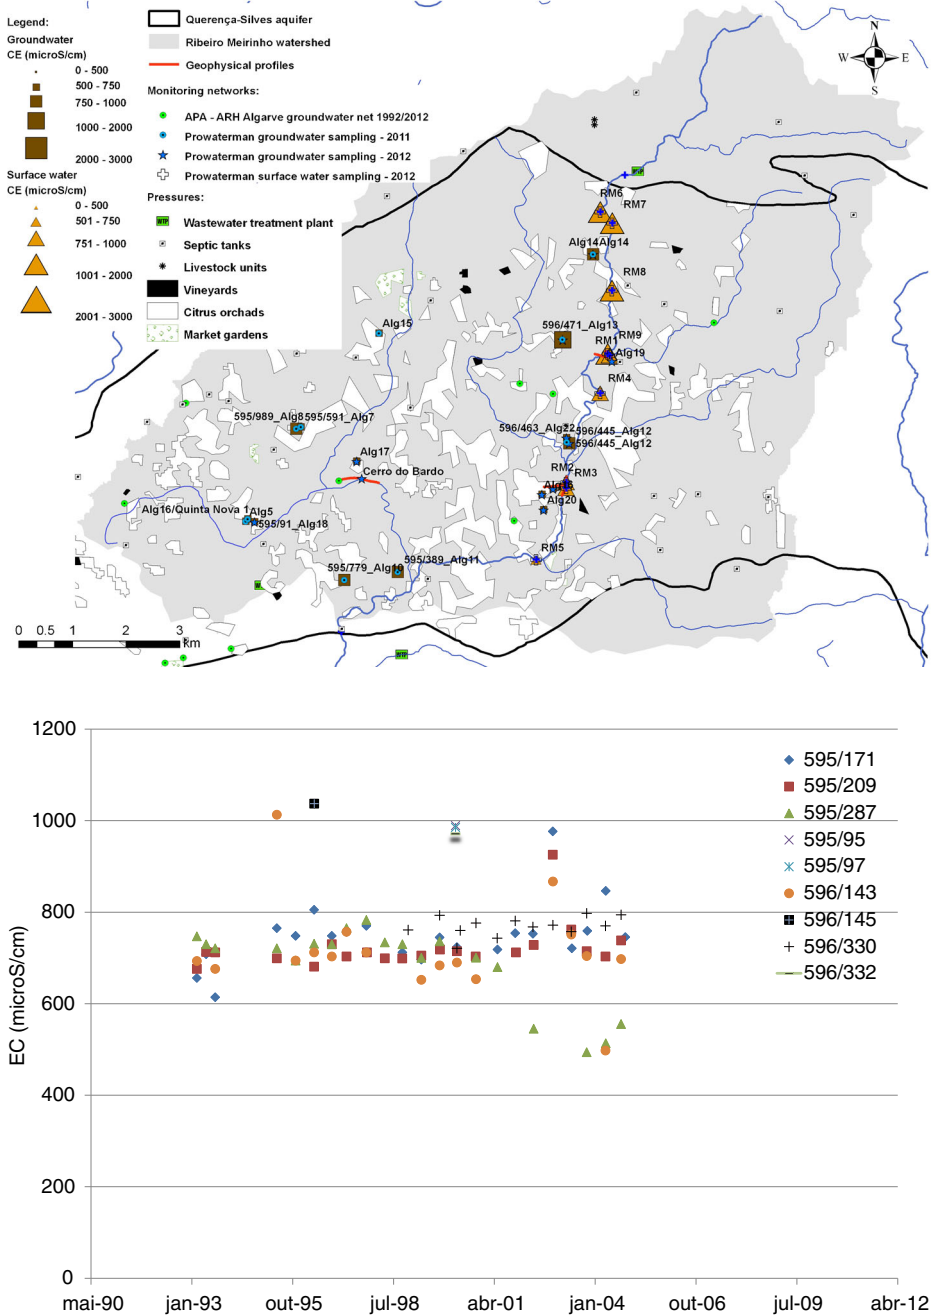 Legend:
Groundwater
CE (microS/cm)
0 - 500
500 - 750
750 - 1000
1000 - 2000
2000 - 3000
Surface water
CE (microS/cm)
0 - 500
501 - 750
751 - 1000
1001 - 2000
2001 - 3000
Querença-Silves aquifer
Ribeiro Meirinho watershed
Geophysical profiles
Monitoring networks:
APA - ARH Algarve groundwater net 1992/2012
Prowaterman groundwater sampling - 2011
Prowaterman groundwater sampling - 2012
Prowaterman surface water sampling - 2012
Pressures:
WTP Wastewater treatment plant
Septic tanks
Livestock units
Vineyards
Citrus orchads
Market gardens
N
W E
S
WTP
RM6
RM7
Alg14Alg14
RM8
Alg15
596/471_Alg13
RM9
RM1
Alg19
RM4
595/989_Alg8 595/591_Alg7
596/463_Alg22 596/445_Alg12
596/445_Alg12
Alg17
Cerro do Bardo
RM2
RM3
Alg20
Alg16/Quinta Nova 1 Alg5
595/91_Alg18
RM5
595/389_Alg11
595/779_Alg10
WTP
0 0.5 1 2 3
km
1200
1000
800
600
400
200
0
EC (microS/cm)
mai-90 jan-93 out-95 jul-98 abr-01 jan-04 out-06 jul-09 abr-12
595/171
595/209
595/287
595/95
595/97
596/143
596/145
596/330
596/332